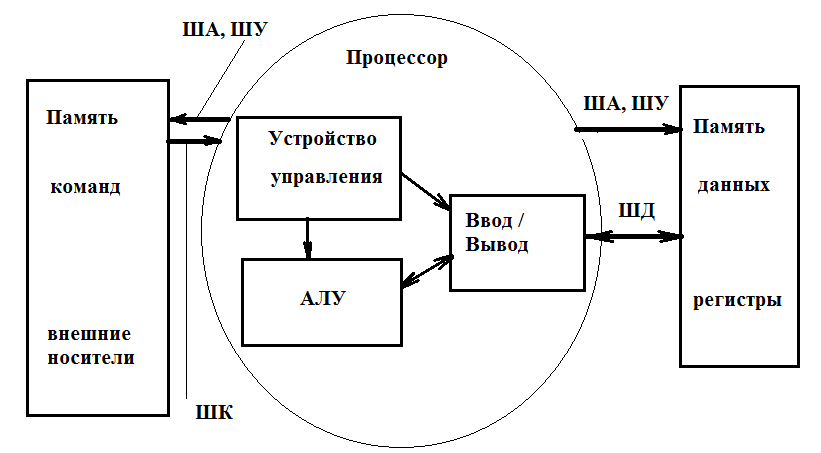 ША, ШУ
Процессор
ША, ШУ
Память
команд
внешние
носители
Устройство
управления
АЛУ
Ввод /
Вывод
ШД
Память
данных
регистры
ШК